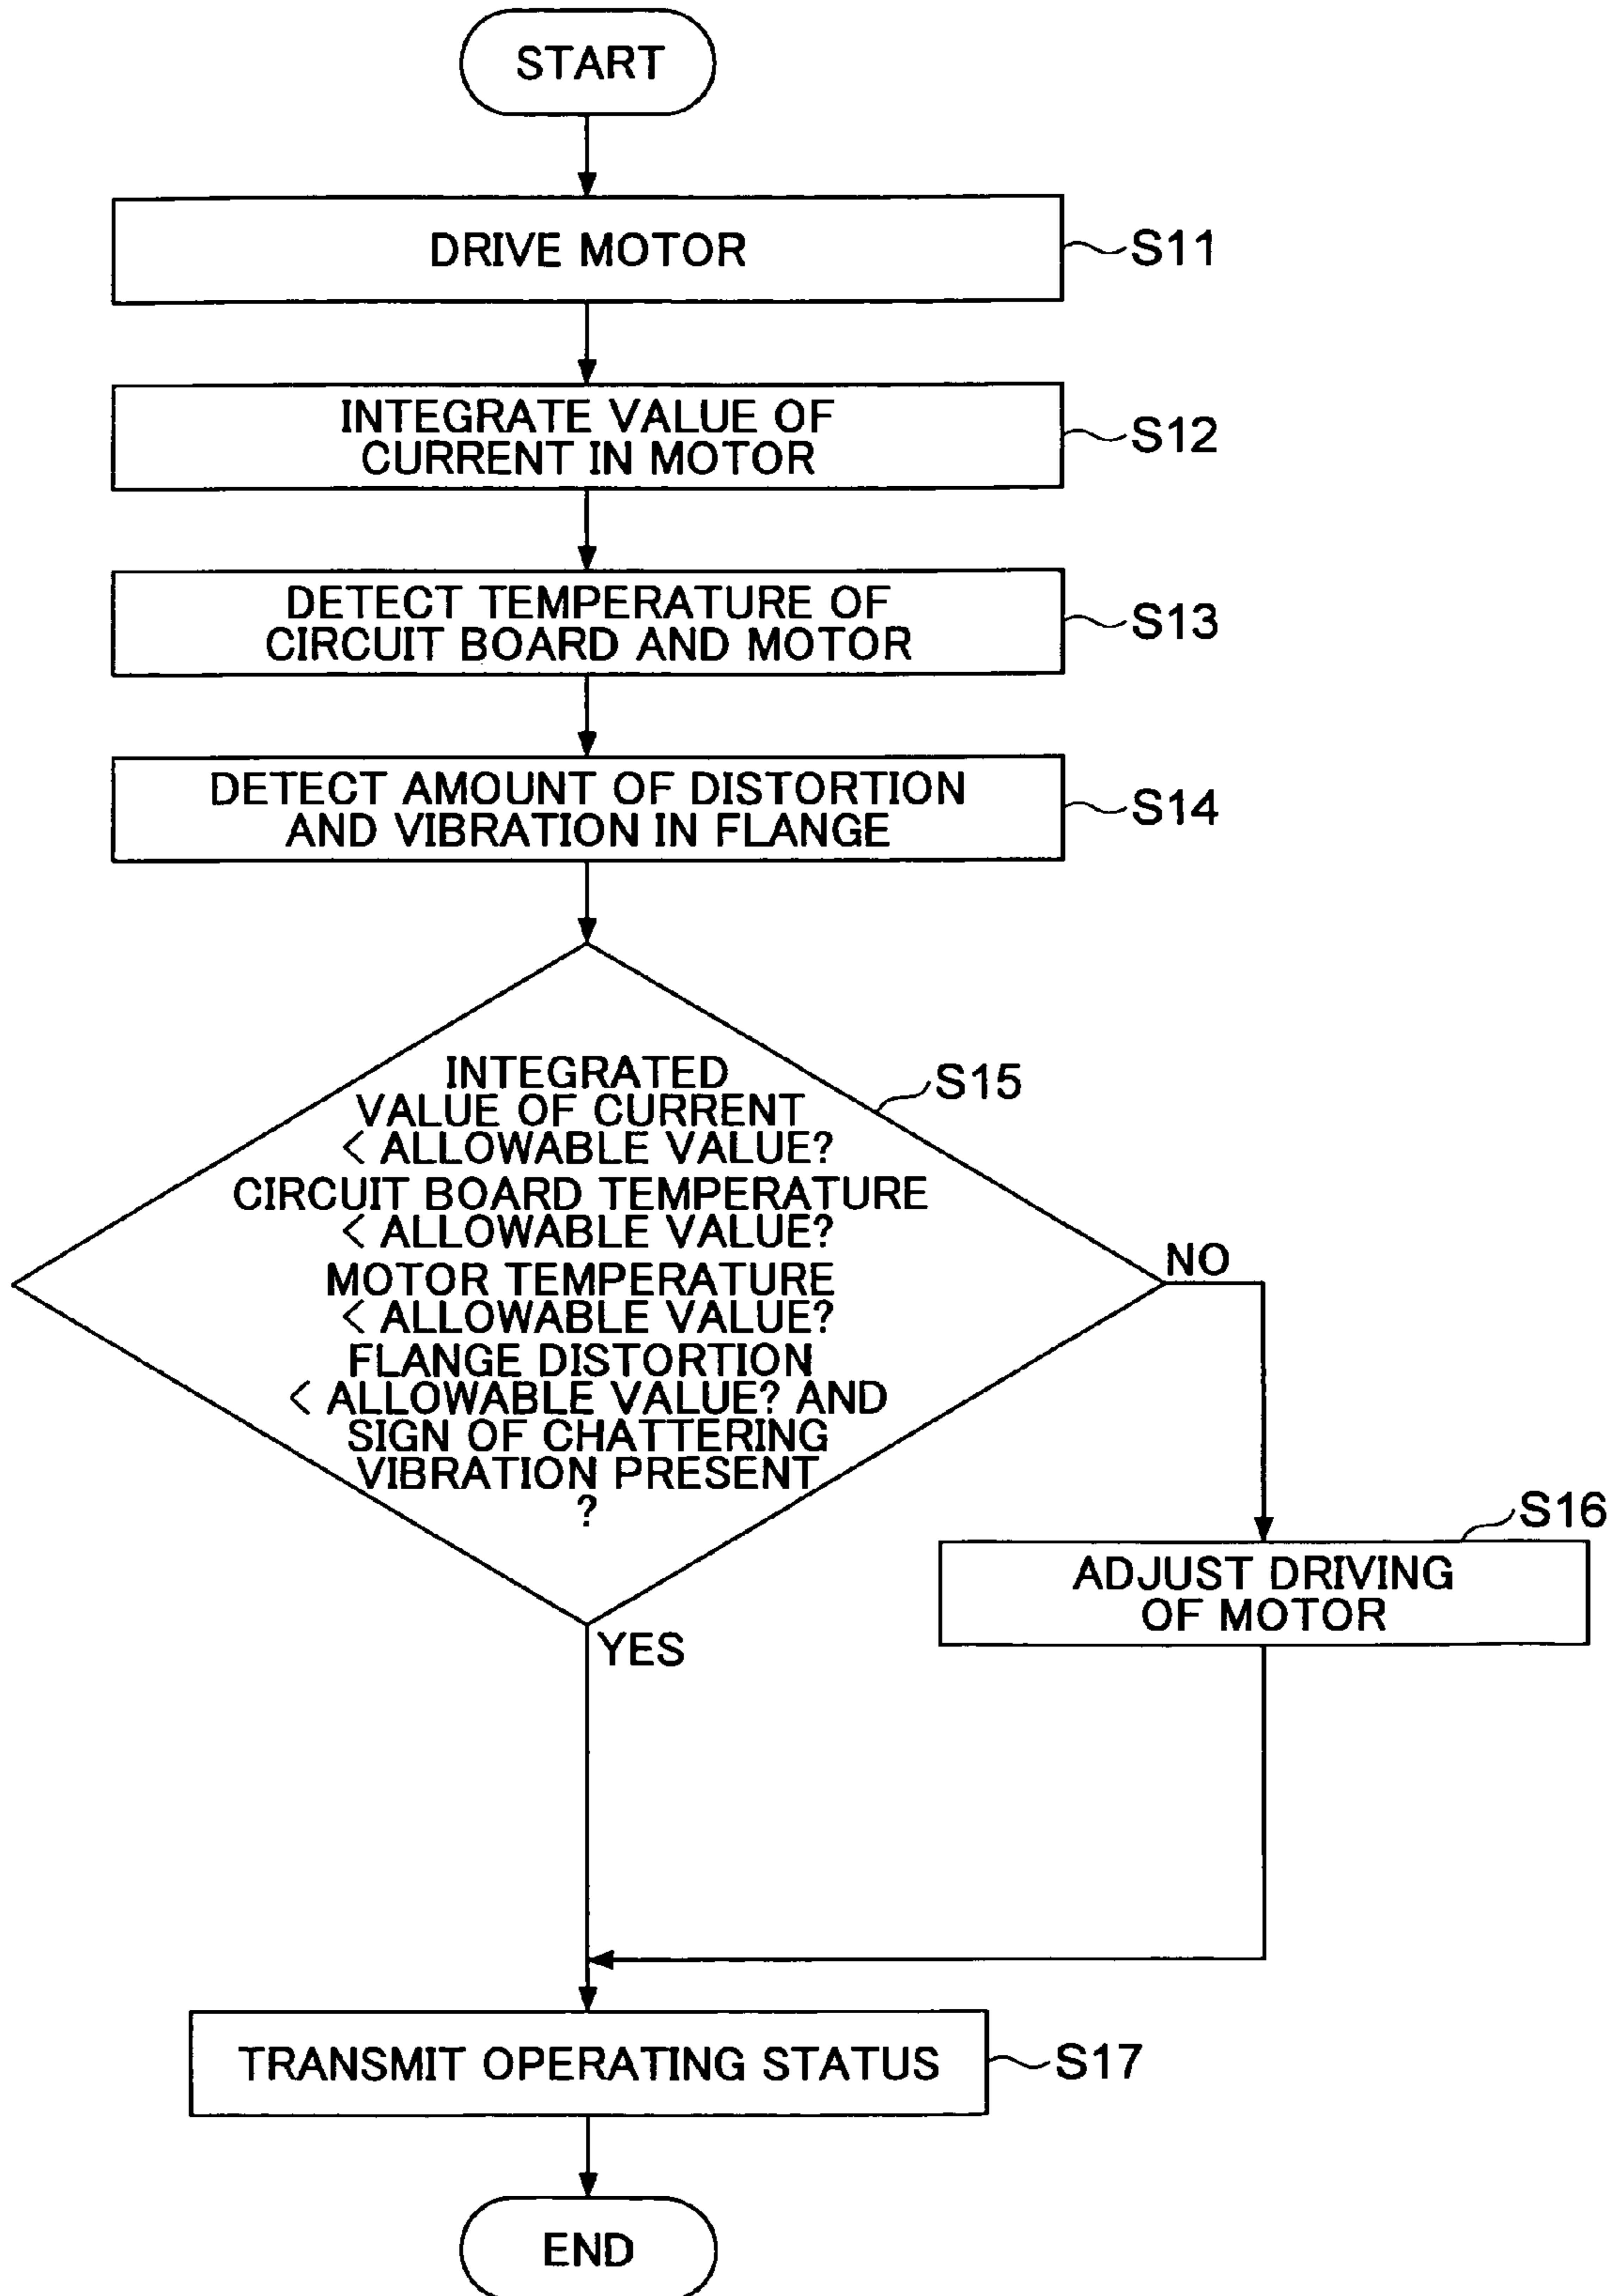 START
DRIVE MOTOR
S11
INTEGRATE VALUE OF
CURRENT IN MOTOR
S12
DETECT TEMPERATURE OF
CIRCUIT BOARD AND MOTOR
S13
DETECT AMOUNT OF DISTORTION
AND VIBRATION IN FLANGE
S14
INTEGRATED
VALUE OF CURRENT
< ALLOWABLE VALUE?
CIRCUIT BOARD TEMPERATURE
< ALLOWABLE VALUE?
MOTOR TEMPERATURE
< ALLOWABLE VALUE?
FLANGE DISTORTION
< ALLOWABLE VALUE? AND
SIGN OF CHATTERING
VIBRATION PRESENT
?
S15
NO
YES
S16
ADJUST DRIVING
OF MOTOR
TRANSMIT OPERATING STATUS
S17
END